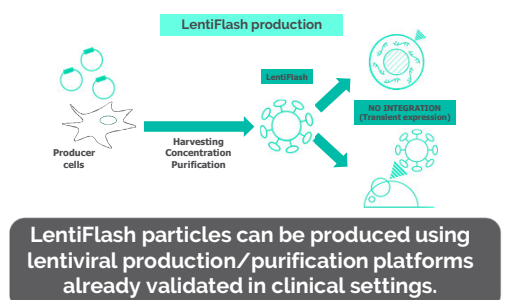 LentiFlash production
LentiFlash
NO INTEGRATION
(Transient expression)
Producer
cells
Harvesting
Concentration
Purification
LentiFlash particles can be produced using
lentiviral production/purification platforms
already validated in clinical settings.